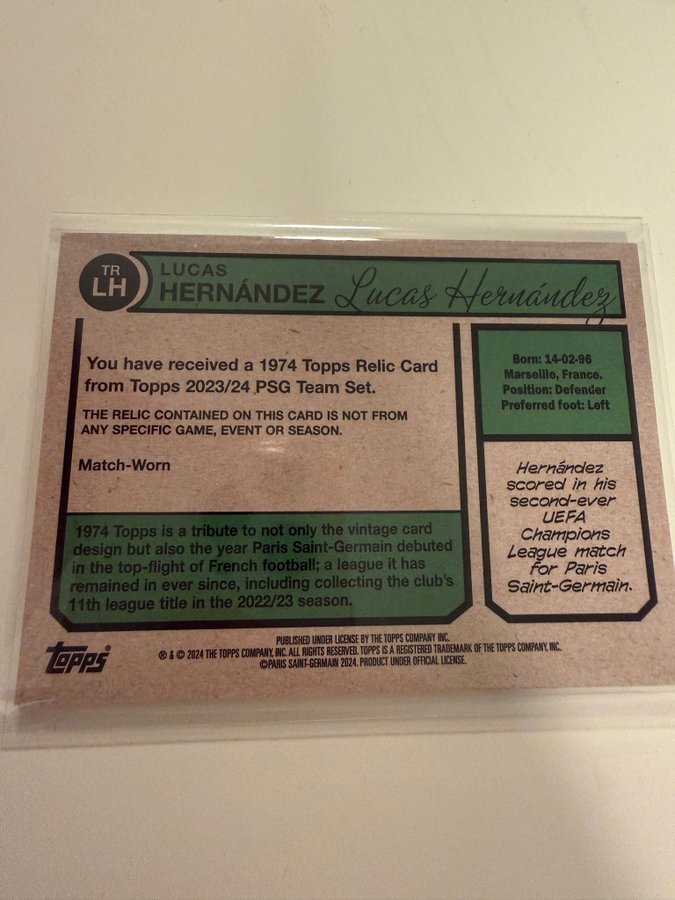 TR
LH
LUCAS
HERNÁNDEZ Lucas Hernández
You have received a 1974 Topps Relic Card
from Topps 2023/24 PSG Team Set.
THE RELIC CONTAINED ON THIS CARD IS NOT FROM
ANY SPECIFIC GAME, EVENT OR SEASON.
Match-Worn
1974 Topps is a tribute to not only the vintage card
design but also the year Paris Saint-Germain debuted
in the top-flight of French football; a league it has
remained in ever since, including collecting the club's
11th league title in the 2022/23 season.
Born: 14-02-96
Marseille, France.
Position: Defender
Preferred foot: Left
Hernández
scored in his
second-ever
UEFA
Champions
League match
for Paris
Saint-Germain.
topps
PUBLISHED UNDER LICENSE BY THE TOPPS COMPANY INC.
® & © 2024 THE TOPPS COMPANY, INC. ALL RIGHTS RESERVED. TOPPS IS A REGISTERED TRADEMARK OF THE TOPPS COMPANY, INC.
©PARIS SAINT-GERMAIN 2024. PRODUCT UNDER OFFICIAL LICENSE.